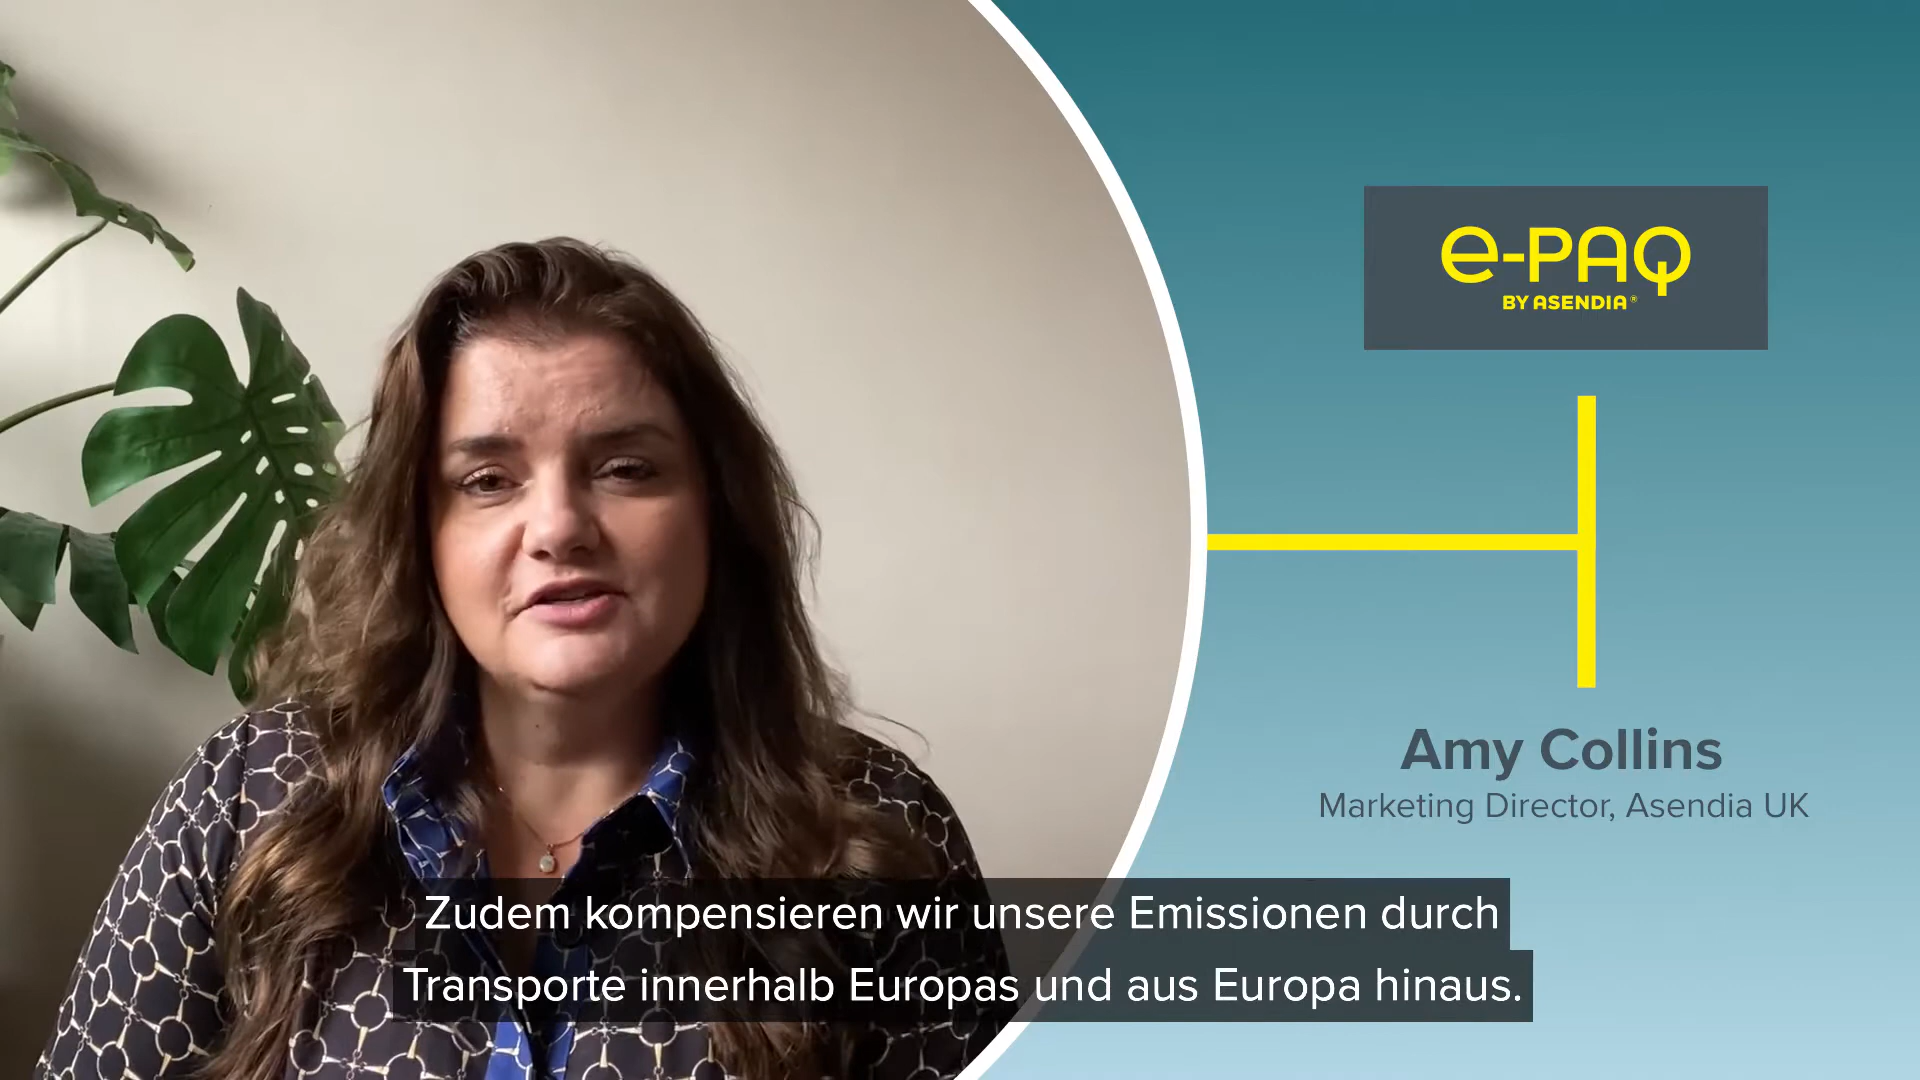 e-PAQ
BY ASENDIA®
Amy Collins
Marketing Director, Asendia UK
Zudem kompensieren wir unsere Emissionen durch
Transporte innerhalb Europas und aus Europa hinaus.